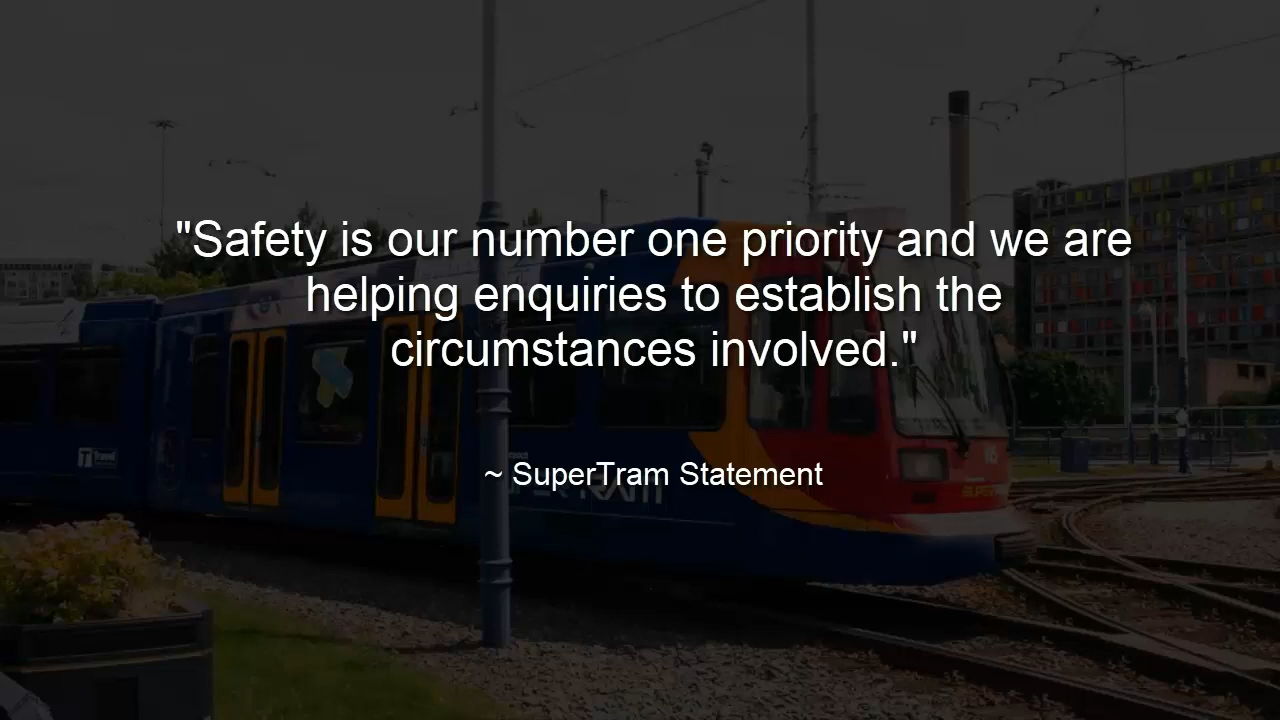 "Safety is our number one priority and we are
helping enquiries to establish the
circumstances involved."
~ SuperTram Statement